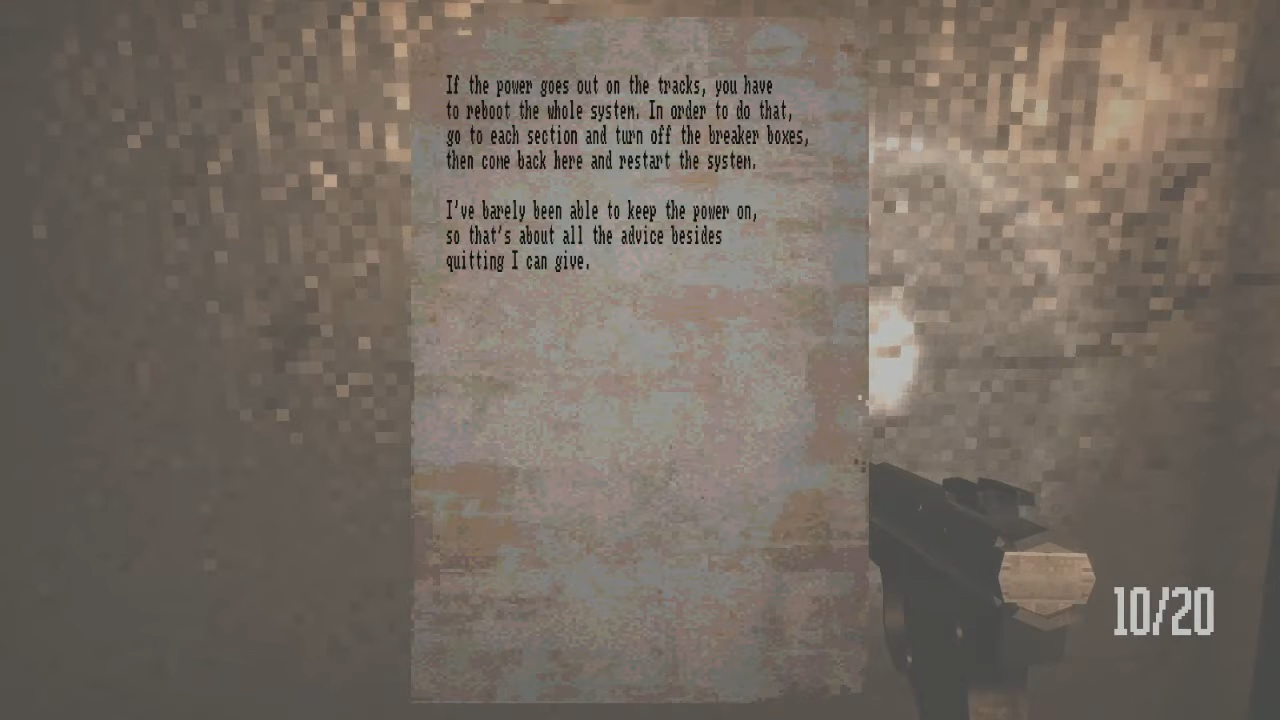 If the power goes out on the tracks, you have
to reboot the whole system. In order to do that,
go to each section and turn off the breaker boxes,
then come back here and restart the system.
I've barely been able to keep the power on,
so that's about all the advice besides
quitting I can give.
10/20